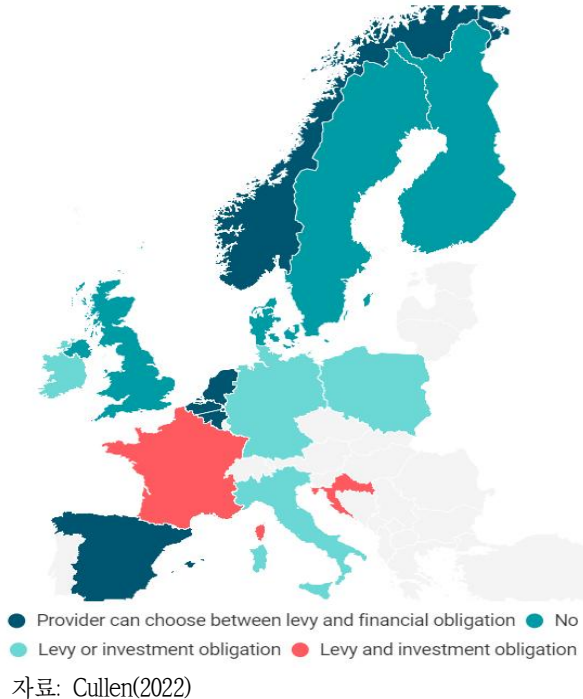 Provider can choose between levy and financial obligation No
Levy or investment obligation Levy and investment obligation
자료: Cullen(2022)